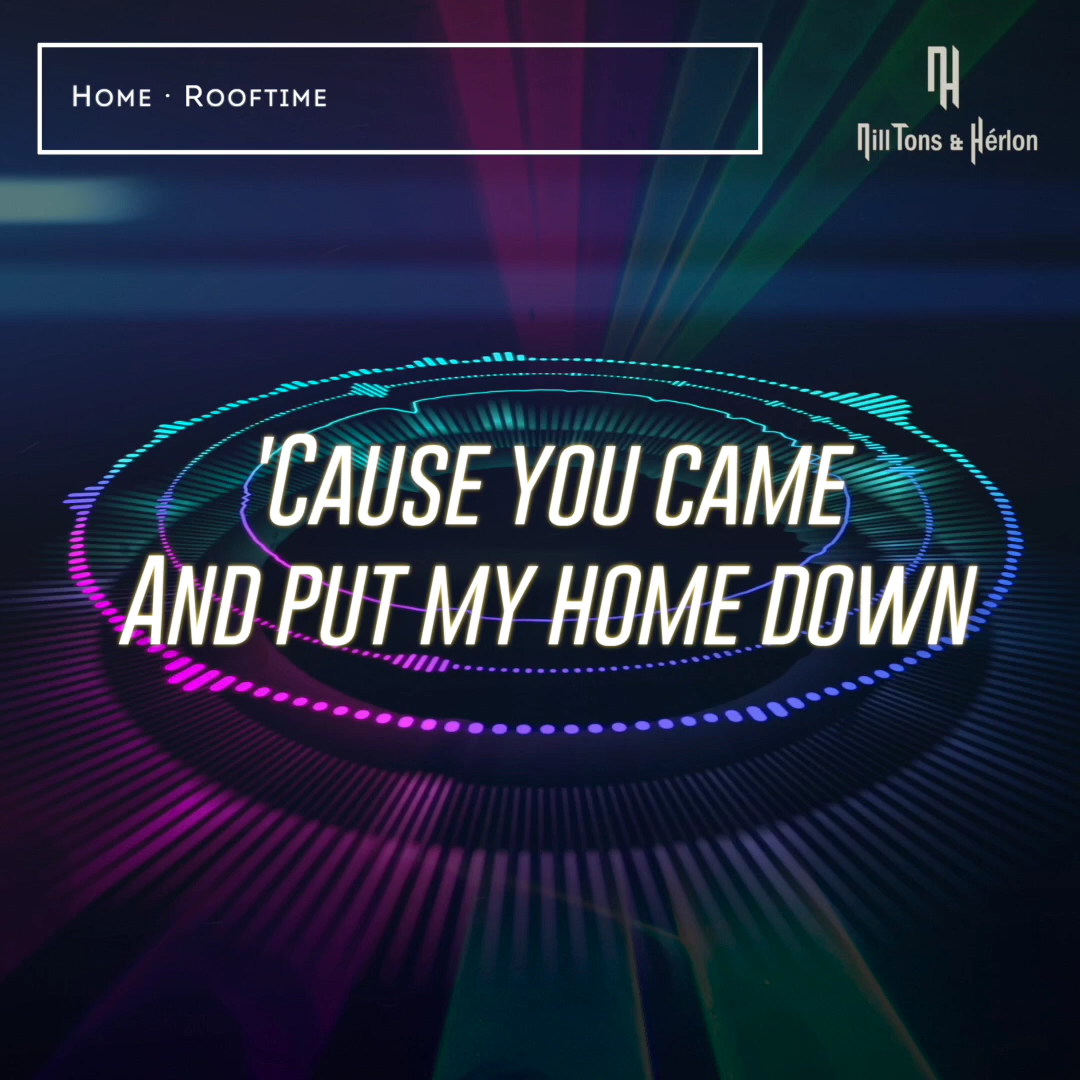 Home · Rooftime
NH
Nill Tons & Hérlon
'Cause you came
And put my home down